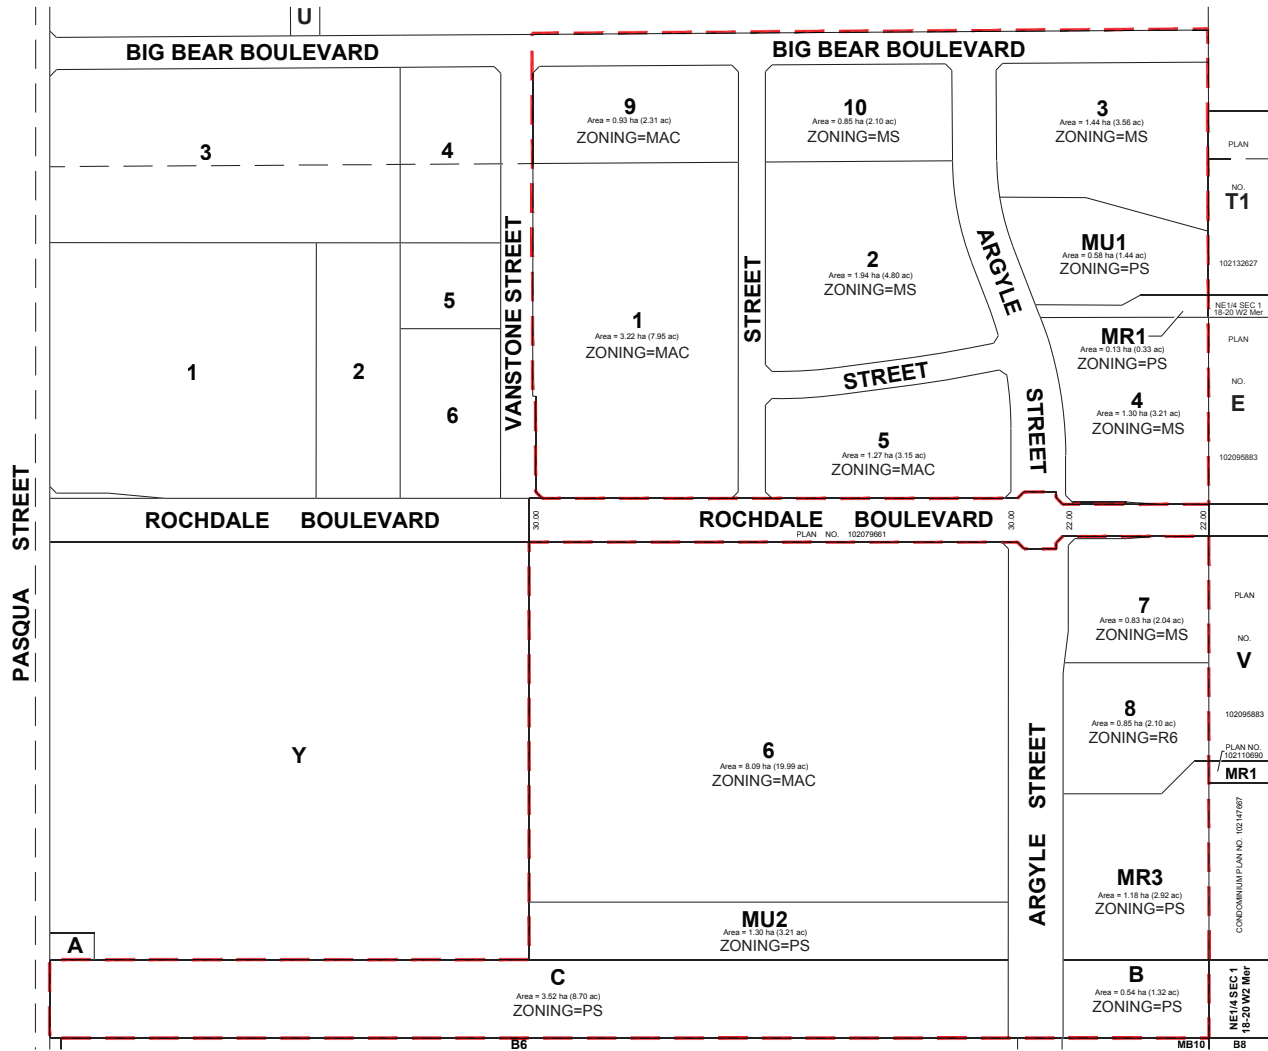 U
BIG BEAR BOULEVARD
BIG BEAR BOULEVARD
9
Area = 0.93 ha (2.31 ac)
ZONING=MAC
10
Area = 0.85 ha (2.10 ac)
ZONING=MS
3
Area = 1.44 ha (3.56 ac)
ZONING=MS
3
4
PLAN
NO.
T1
102132627
VANSTONE STREET
STREET
ARGYLE
2
Area = 1.94 ha (4.80 ac)
ZONING=MS
MU1
Area = 0.58 ha (1.44 ac)
ZONING=PS
5
1
Area = 3.22 ha (7.95 ac)
ZONING=MAC
NE1/4 SEC 1
18-20 W2 Mer
MR1
Area = 0.13 ha (0.33 ac)
ZONING=PS
PLAN
NO.
E
102095883
1
2
6
STREET
STREET
4
Area = 1.30 ha (3.21 ac)
ZONING=MS
5
Area = 1.27 ha (3.15 ac)
ZONING=MAC
PASQUA STREET
ROCHDALE BOULEVARD
30.00
ROCHDALE BOULEVARD
PLAN NO. 102079661
30.00
22.00
22.00
7
Area = 0.83 ha (2.04 ac)
ZONING=MS
PLAN
NO.
V
102095883
8
Area = 0.85 ha (2.10 ac)
ZONING=R6
Y
6
Area = 8.09 ha (19.99 ac)
ZONING=MAC
ARGYLE STREET
PLAN NO.
102110690
MR1
CONDOMINIUM PLAN NO. 102147667
MR3
Area = 1.18 ha (2.92 ac)
ZONING=PS
MU2
Area = 1.30 ha (3.21 ac)
ZONING=PS
A
C
Area = 3.52 ha (8.70 ac)
ZONING=PS
B
Area = 0.54 ha (1.32 ac)
ZONING=PS
NE1/4 SEC 1
18-20 W2 Mer
B6
MB10
B8